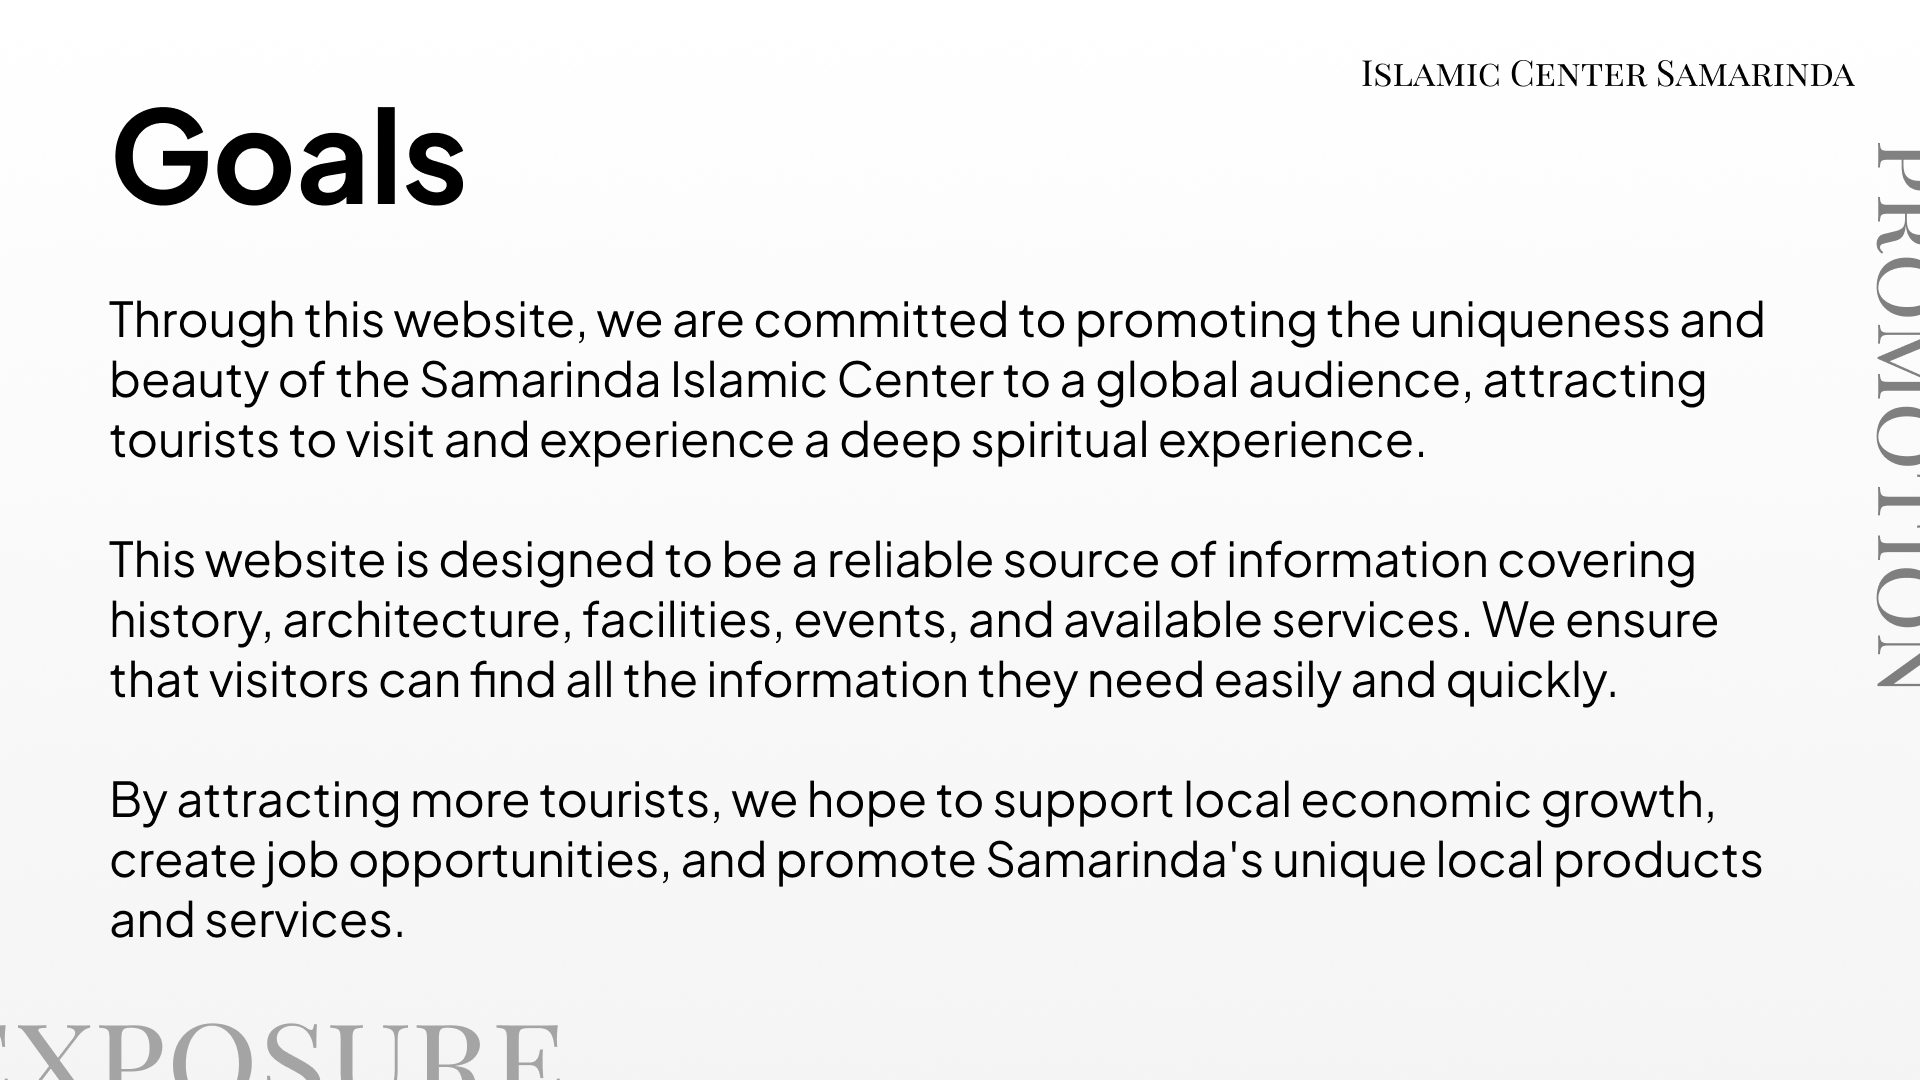 Islamic Center Samarinda
Goals
PROMOTION
Through this website, we are committed to promoting the uniqueness and
beauty of the Samarinda Islamic Center to a global audience, attracting
tourists to visit and experience a deep spiritual experience.
This website is designed to be a reliable source of information covering
history, architecture, facilities, events, and available services. We ensure
that visitors can find all the information they need easily and quickly.
By attracting more tourists, we hope to support local economic growth,
create job opportunities, and promote Samarinda's unique local products
and services.
EXPOSURE